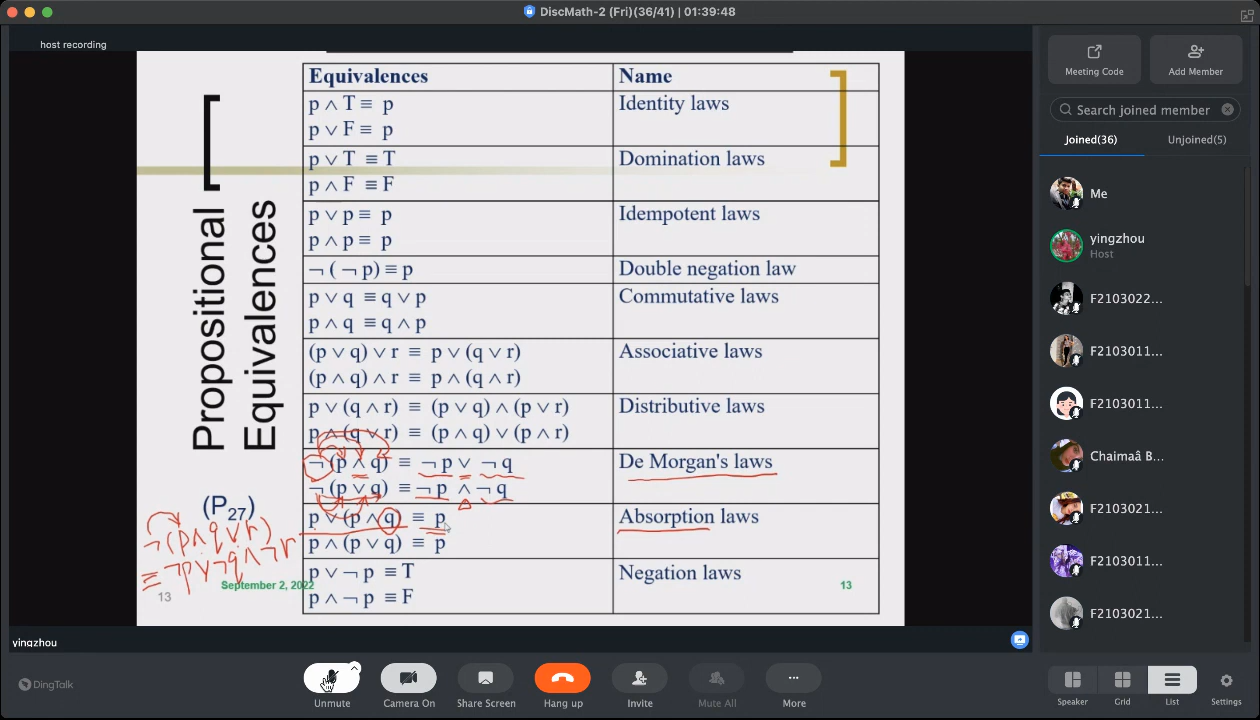 DiscMath-2 (Fri)(36/41) | 01:39:48
host recording
Propositional
Equivalences
(P27)
Equivalences Name
p ∧ T ≡ p Identity laws
p ∨ F ≡ p
p ∨ T ≡ T Domination laws
p ∧ F ≡ F
p ∨ p ≡ p Idempotent laws
p ∧ p ≡ p
¬ ( ¬ p) ≡ p Double negation law
p ∨ q ≡ q ∨ p Commutative laws
p ∧ q ≡ q ∧ p
(p ∨ q) ∨ r ≡ p ∨ (q ∨ r) Associative laws
(p ∧ q) ∧ r ≡ p ∧ (q ∧ r)
p ∨ (q ∧ r) ≡ (p ∨ q) ∧ (p ∨ r) Distributive laws
p ∧ (q ∨ r) ≡ (p ∧ q) ∨ (p ∧ r)
¬ (p ∧ q) ≡ ¬ p ∨ ¬ q De Morgan's laws
¬ (p ∨ q) ≡ ¬ p ∧ ¬ q
p ∨ (p ∧ q) ≡ p Absorption laws
p ∧ (p ∨ q) ≡ p
p ∨ ¬ p ≡ T Negation laws
p ∧ ¬ p ≡ F
¬(p∧q∨r)
≡ ¬p∨¬q∧¬r
13
September 2, 2022
13
yingzhou
Meeting Code
Add Member
Search joined member
Joined(36)
Unjoined(5)
Me
yingzhou
Host
F2103022...
F2103011...
F2103011...
Chaimaâ B...
F2103011...
F2103011...
F2103021...
DingTalk
Unmute
Camera On
Share Screen
Hang up
Invite
Mute All
More
Speaker
Grid
List
Settings